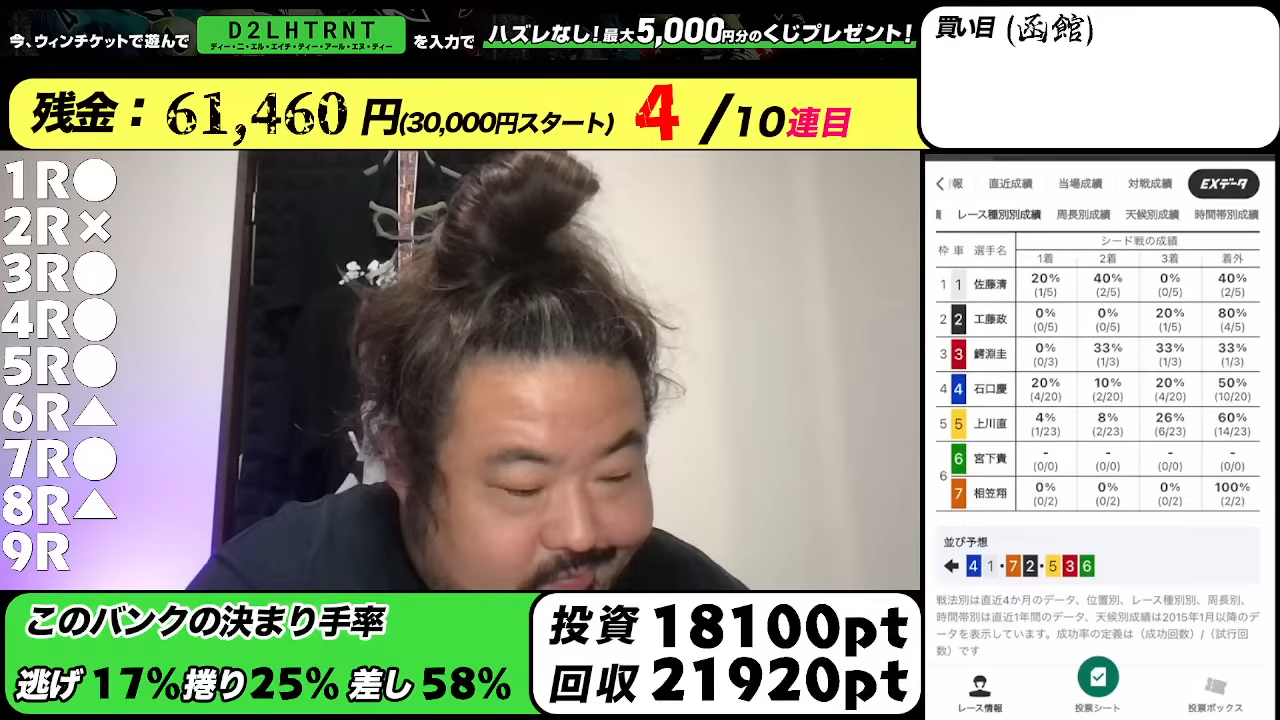 今、ウィンチケットで遊んで
D2LHTRNT
ディー・ニ・エル・エイチ・ティー・アール・エヌ・ティー
を入力で
ハズレなし！最大5,000円分のくじプレゼント！
買い目 (函館)
残金：61,460円(30,000円スタート) 4/10連目
1R○
2R×
3R○
4R○
5R○
6R△
7R○
8R△
9R
報 直近成績 当場成績 対戦成績 EXデータ
レース種別別成績 周長別成績 天候別成績 時間帯別成績
枠 車 選手名 シード戦の成績
1着 2着 3着 着外
1 1 佐藤清 20% (1/5) 40% (2/5) 0% (0/5) 40% (2/5)
2 2 工藤政 0% (0/5) 0% (0/5) 20% (1/5) 80% (4/5)
3 3 鰐淵圭 0% (0/3) 33% (1/3) 33% (1/3) 33% (1/3)
4 4 石口慶 20% (4/20) 10% (2/20) 20% (4/20) 50% (10/20)
5 5 上川直 4% (1/23) 8% (2/23) 26% (6/23) 60% (14/23)
6 6 宮下貴 - (0/0) - (0/0) - (0/0) - (0/0)
7 相笠翔 0% (0/2) 0% (0/2) 0% (0/2) 100% (2/2)
並び予想
← 4 1・7 2・5 3 6
戦法別は直近4か月のデータ、位置別、レース種別別、周長別、
時間帯別は直近1年間のデータ、天候別成績は2015年1月以降のデ
ータを表示しています。成功率の定義は（成功回数）/（試行回
数）です
レース情報 投票シート 投票ボックス
このバンクの決まり手率
逃げ 17% 捲り 25% 差し 58%
投資 18100pt
回収 21920pt